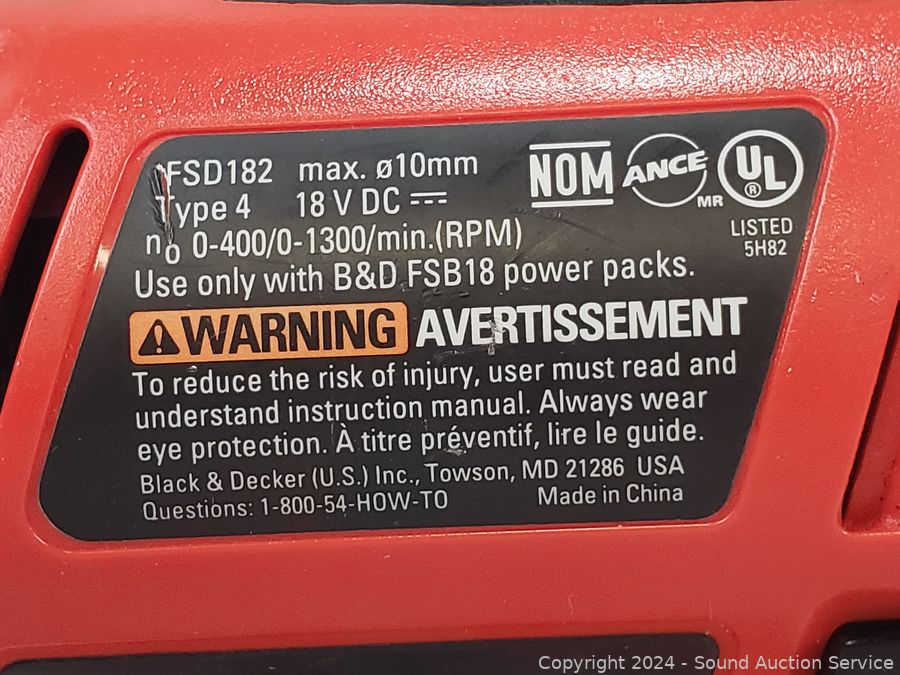 FSD182 max. ø10mm
Type 4 18 V DC ⎓
n₀ 0-400/0-1300/min.(RPM)
Use only with B&D FSB18 power packs.
NOM ANCE MR UL ®
LISTED
5H82
⚠WARNING AVERTISSEMENT
To reduce the risk of injury, user must read and
understand instruction manual. Always wear
eye protection. À titre préventif, lire le guide.
Black & Decker (U.S.) Inc., Towson, MD 21286 USA
Questions: 1-800-54-HOW-TO Made in China
Copyright 2024 - Sound Auction Service